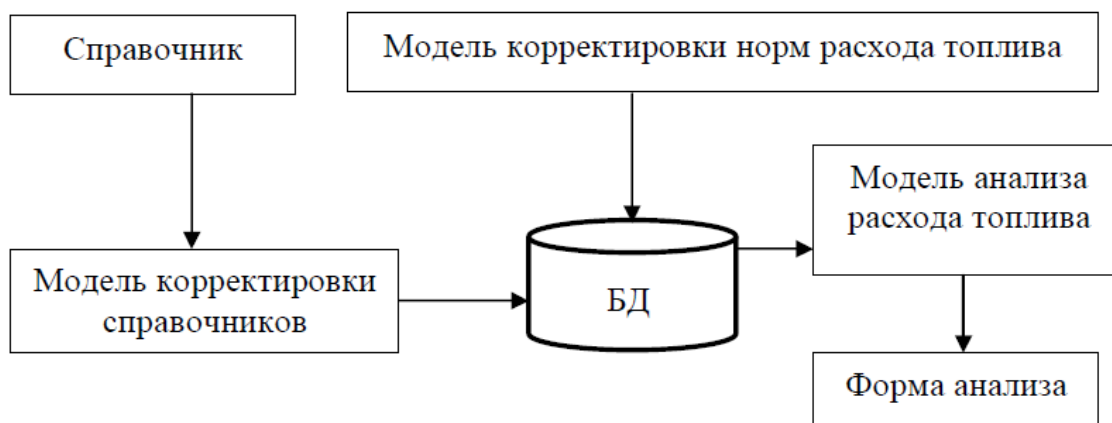 Справочник
Модель корректировки норм расхода топлива
Модель анализа
расхода топлива
Модель корректировки
справочников
БД
Форма анализа